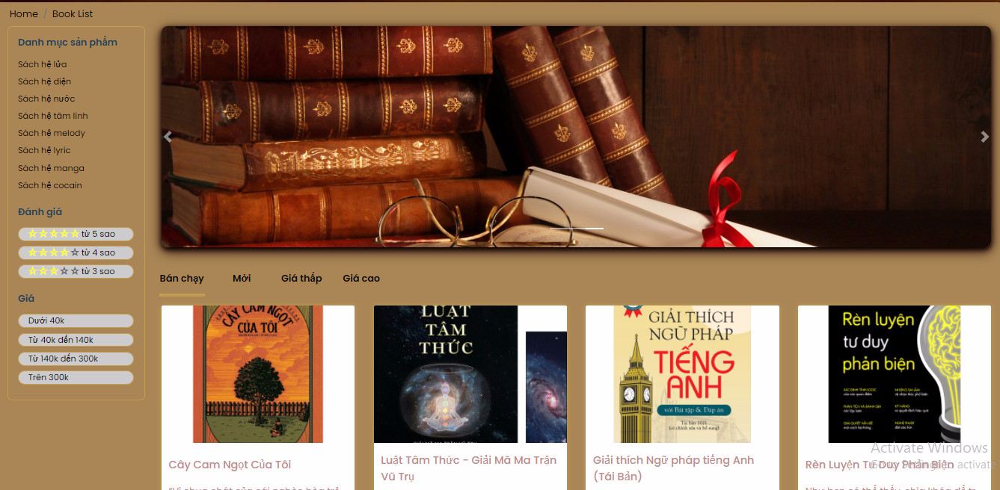 Home / Book List
Danh mục sản phẩm
Sách hệ lửa
Sách hệ điện
Sách hệ nước
Sách hệ tâm linh
Sách hệ melody
Sách hệ lyric
Sách hệ manga
Sách hệ cocain
Đánh giá
từ 5 sao
từ 4 sao
từ 3 sao
Giá
Dưới 40k
Từ 40k đến 140k
Từ 140k đến 300k
Trên 300k
Bán chạy
Mới
Giá thấp
Giá cao
CÂY CAM NGỌT
CỦA TÔI
Cây Cam Ngọt Của Tôi
LUẬT
TÂM
THỨC
Luật Tâm Thức - Giải Mã Ma Trận
Vũ Trụ
GIẢI THÍCH
NGỮ PHÁP
TIẾNG
ANH
với Bài tập & Đáp án
Tái bản 2021
(có chỉnh sửa và bổ sung)
Giải thích Ngữ pháp tiếng Anh
(Tái Bản)
Rèn luyện
tư duy
phản biện
Rèn Luyện Tư Duy Phản Biện
Activate Windows
Go to Settings to activate